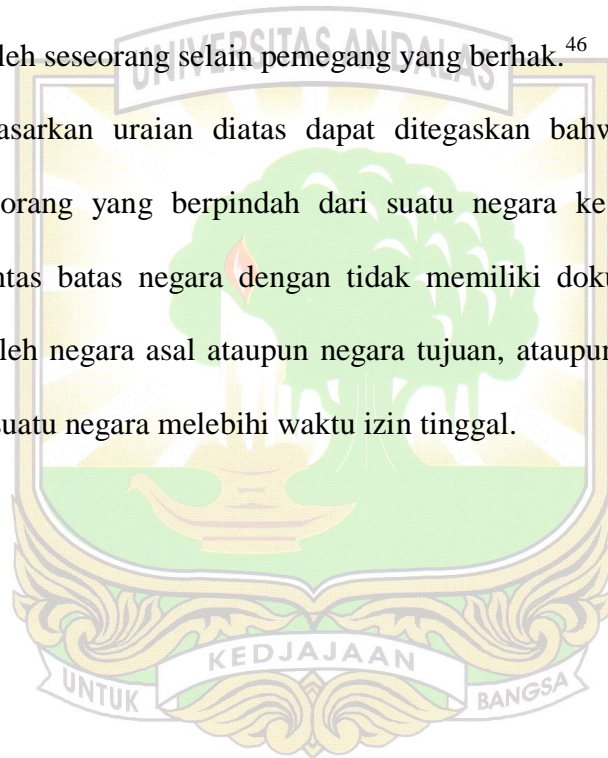 UNIVERSITAS ANDALAS
leh seseorang selain pemegang yang berhak.46
asarkan uraian diatas dapat ditegaskan bahw
orang yang berpindah dari suatu negara ke
ntas batas negara dengan tidak memiliki doku
leh negara asal ataupun negara tujuan, ataupun
suatu negara melebihi waktu izin tinggal.
KEDJAJAAN
UNTUK BANGSA